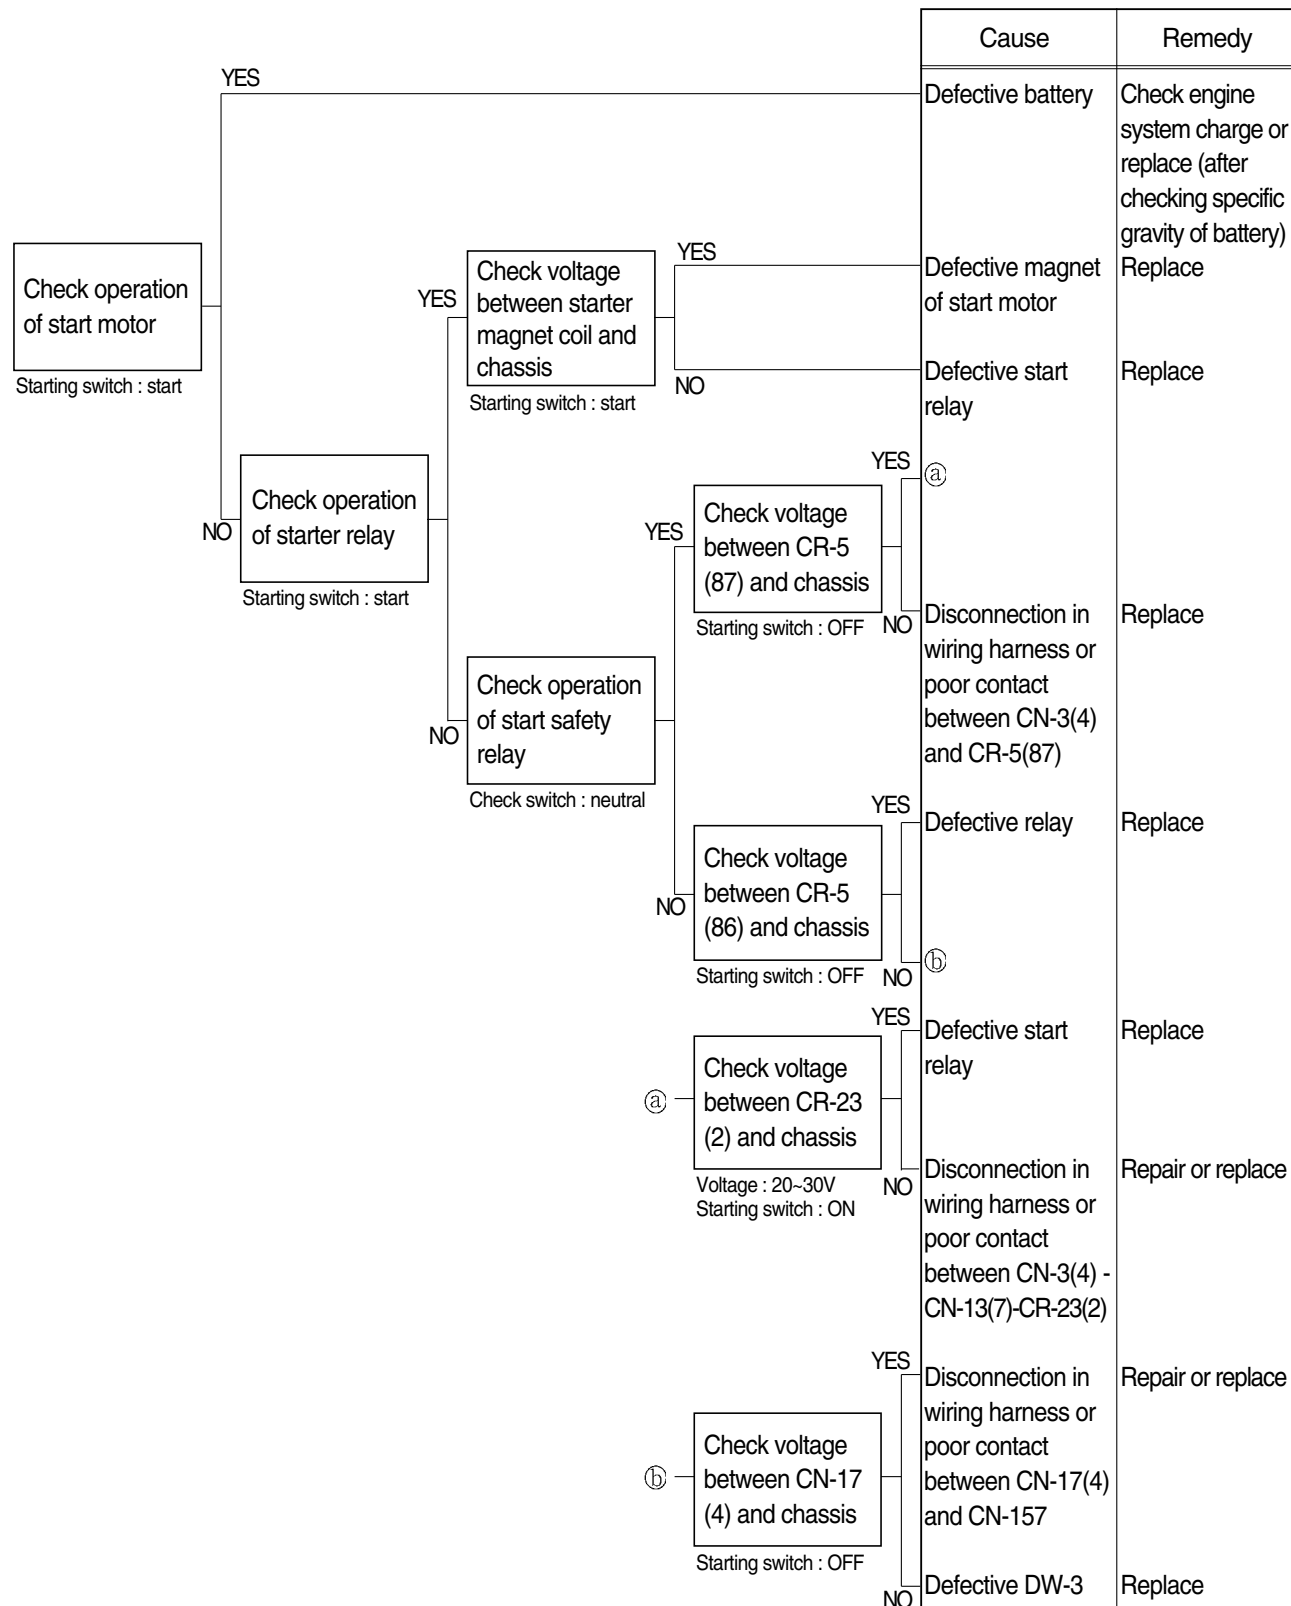 Cause
Remedy
YES
Defective battery
Check engine
system charge or
replace (after
checking specific
gravity of battery)
Check operation
of start motor
Starting switch : start
YES
Check voltage
between starter
magnet coil and
chassis
Starting switch : start
YES
Defective magnet
of start motor
Replace
NO
Defective start
relay
Replace
NO
Check operation
of starter relay
Starting switch : start
YES
Check voltage
between CR-5
(87) and chassis
Starting switch : OFF
YES
ⓐ
NO
Disconnection in
wiring harness or
poor contact
between CN-3(4)
and CR-5(87)
Replace
NO
Check operation
of start safety
relay
Check switch : neutral
NO
Check voltage
between CR-5
(86) and chassis
Starting switch : OFF
YES
Defective relay
Replace
NO
ⓑ
ⓐ
Check voltage
between CR-23
(2) and chassis
Voltage : 20~30V
Starting switch : ON
YES
Defective start
relay
Replace
NO
Disconnection in
wiring harness or
poor contact
between CN-3(4) -
CN-13(7)-CR-23(2)
Repair or replace
ⓑ
Check voltage
between CN-17
(4) and chassis
Starting switch : OFF
YES
Disconnection in
wiring harness or
poor contact
between CN-17(4)
and CN-157
Repair or replace
NO
Defective DW-3
Replace